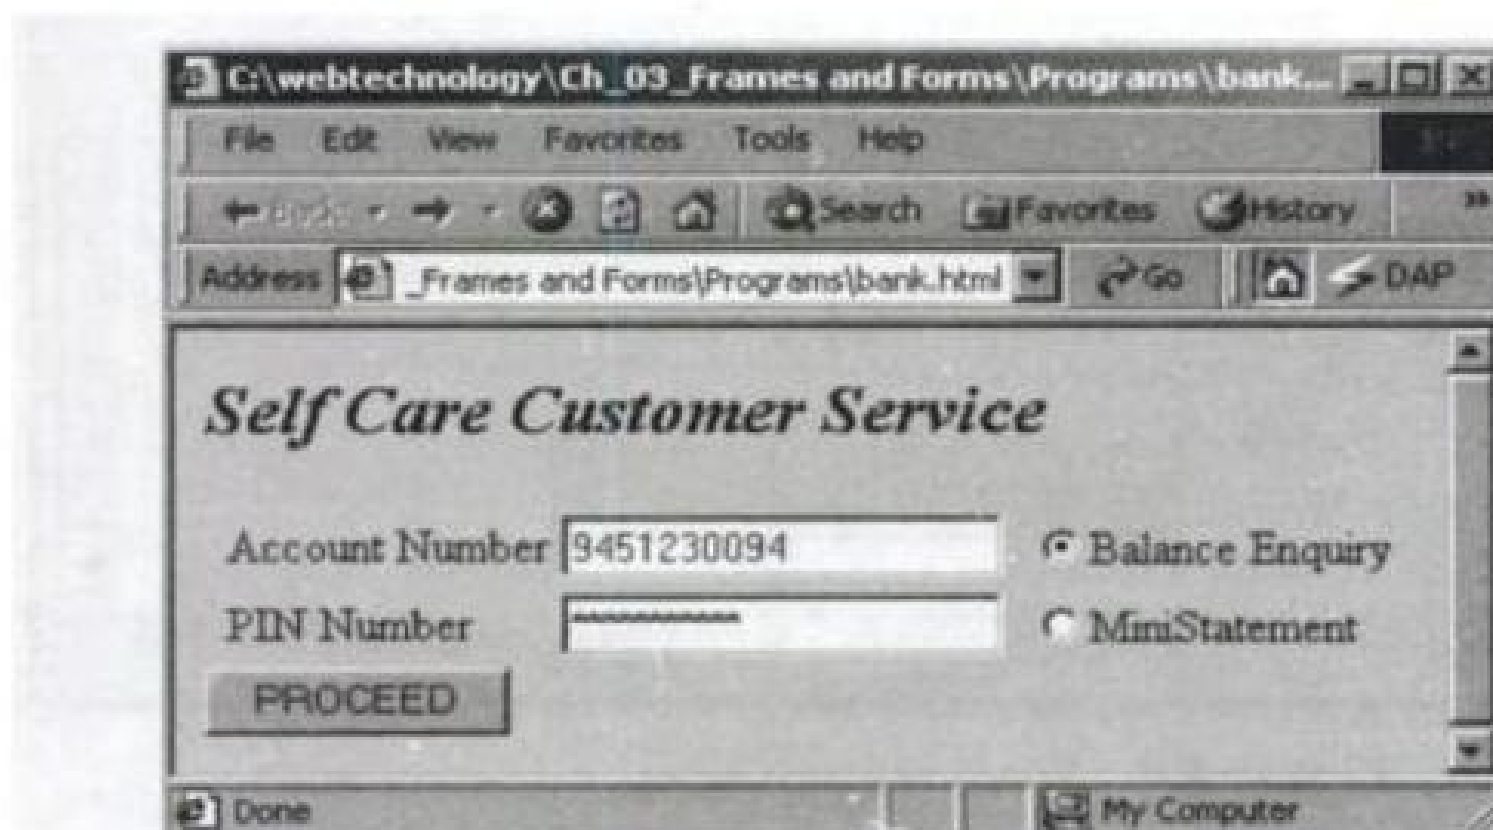 C:\webtechnology\Ch_03_Frames and Forms\Programs\bank...
File Edit View Favorites Tools Help
Search Favorites History »
Address _Frames and Forms\Programs\bank.html Go DAP
Self Care Customer Service
Account Number 9451230094 Balance Enquiry
PIN Number *********** MiniStatement
PROCEED
Done My Computer